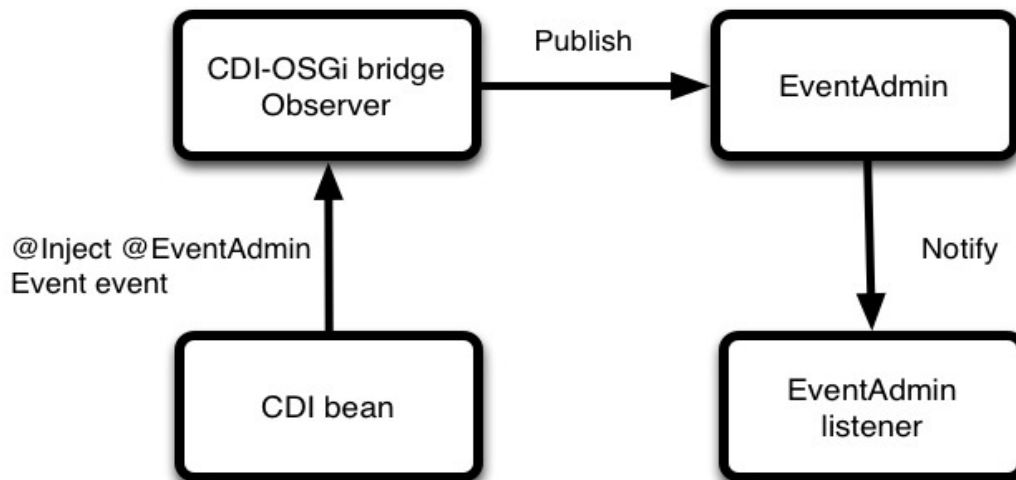 CDI-OSGi bridge
Observer
Publish
EventAdmin
@Inject @EventAdmin
Event event
Notify
CDI bean
EventAdmin
listener